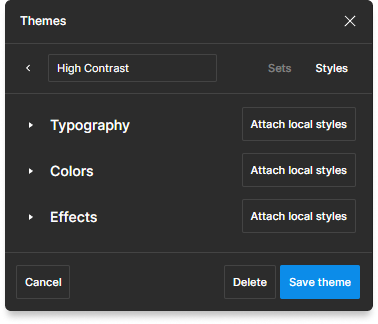 Themes
High Contrast
Sets
Styles
Typography
Attach local styles
Colors
Attach local styles
Effects
Attach local styles
Cancel
Delete
Save theme